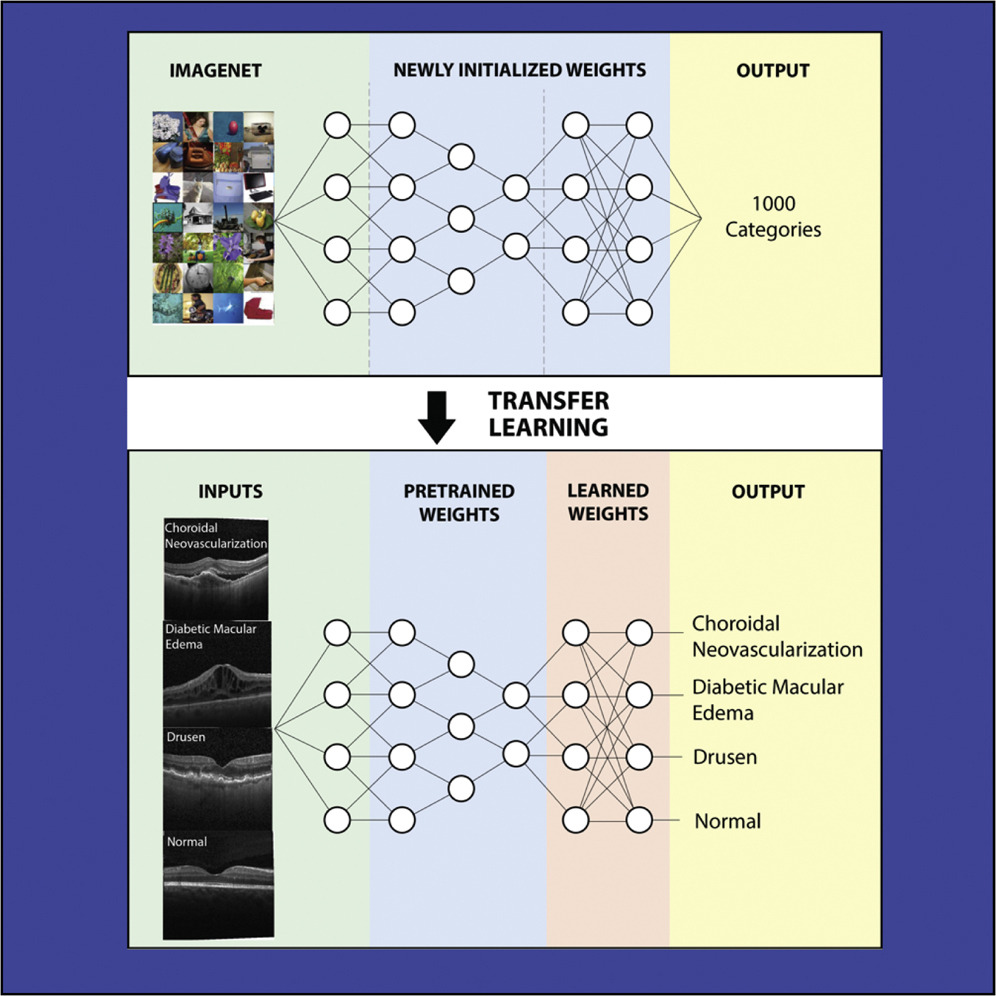 IMAGENET
NEWLY INITIALIZED WEIGHTS
OUTPUT
1000
Categories
TRANSFER
LEARNING
INPUTS
PRETRAINED
WEIGHTS
LEARNED
WEIGHTS
OUTPUT
Choroidal
Neovascularization
Diabetic Macular
Edema
Drusen
Normal
Choroidal
Neovascularization
Diabetic Macular
Edema
Drusen
Normal